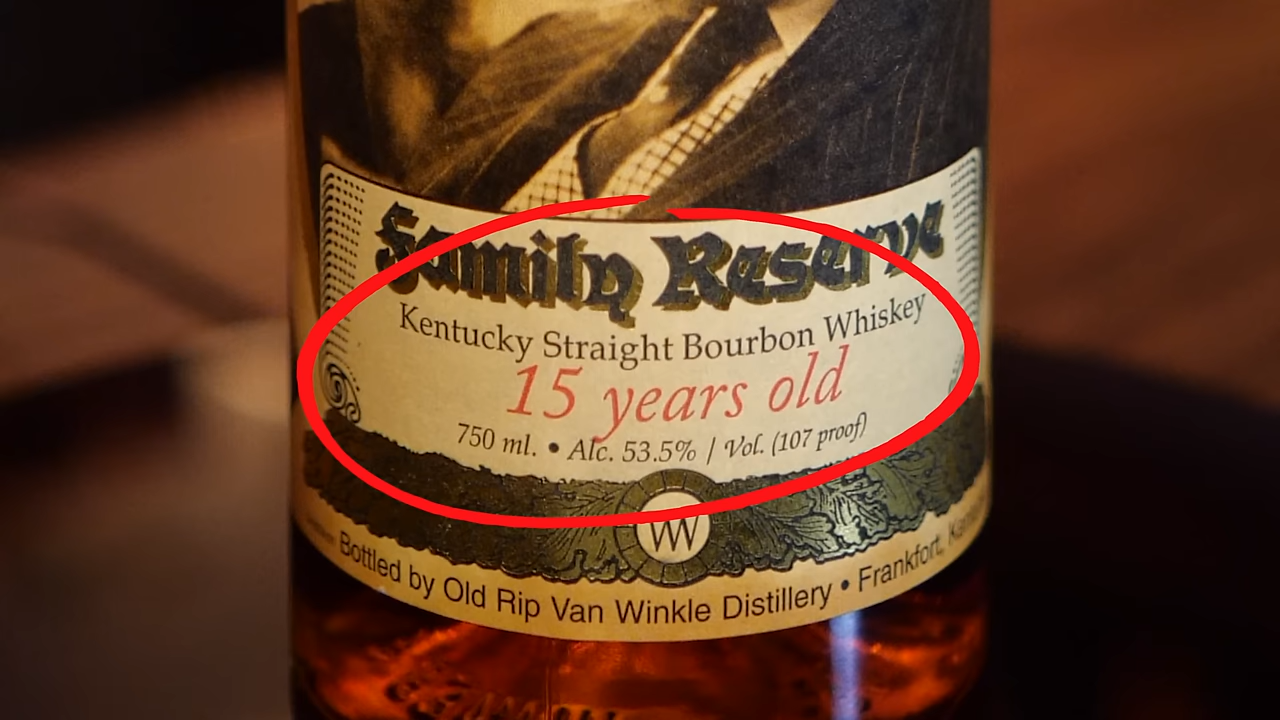 Family Reserve
Kentucky Straight Bourbon Whiskey
15 years old
750 ml. • Alc. 53.5% / Vol. (107 proof)
VW
Bottled by Old Rip Van Winkle Distillery • Frankfort,